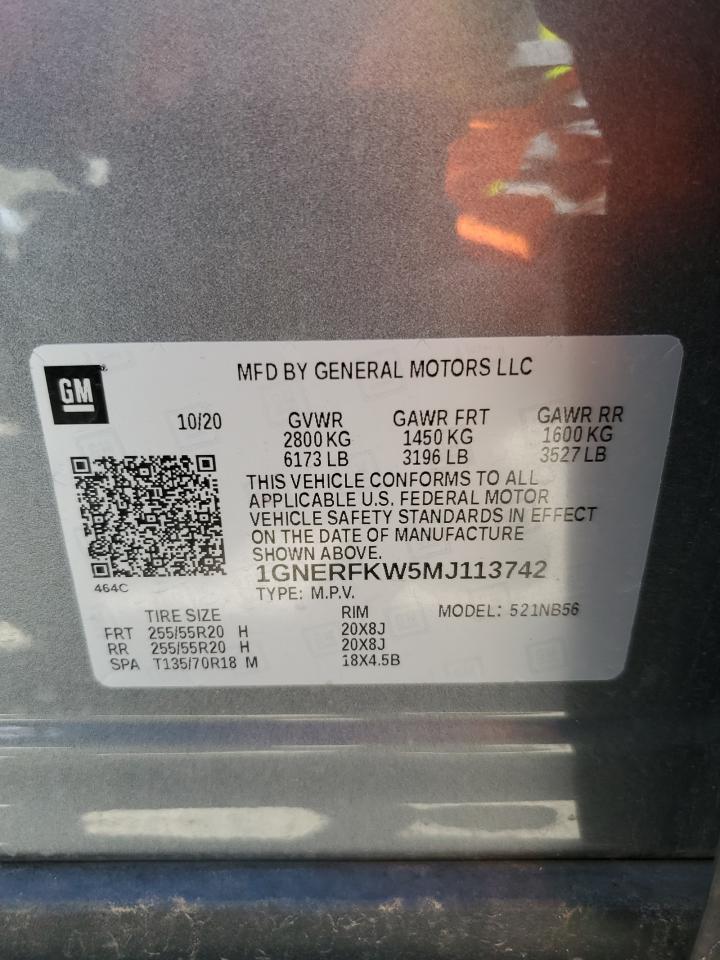 GM
MFD BY GENERAL MOTORS LLC
10/20 GVWR GAWR FRT GAWR RR
2800 KG 1450 KG 1600 KG
6173 LB 3196 LB 3527 LB
THIS VEHICLE CONFORMS TO ALL
APPLICABLE U.S. FEDERAL MOTOR
VEHICLE SAFETY STANDARDS IN EFFECT
ON THE DATE OF MANUFACTURE
SHOWN ABOVE.
1GNERFKW5MJ113742
464C
TYPE: M.P.V.
TIRE SIZE RIM MODEL: 521NB56
FRT 255/55R20 H 20X8J
RR 255/55R20 H 20X8J
SPA T135/70R18 M 18X4.5B